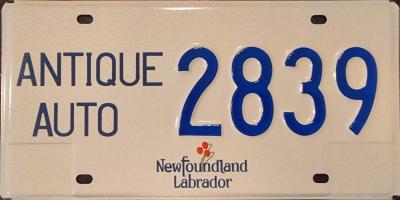 ANTIQUE
AUTO
2839
Newfoundland
Labrador